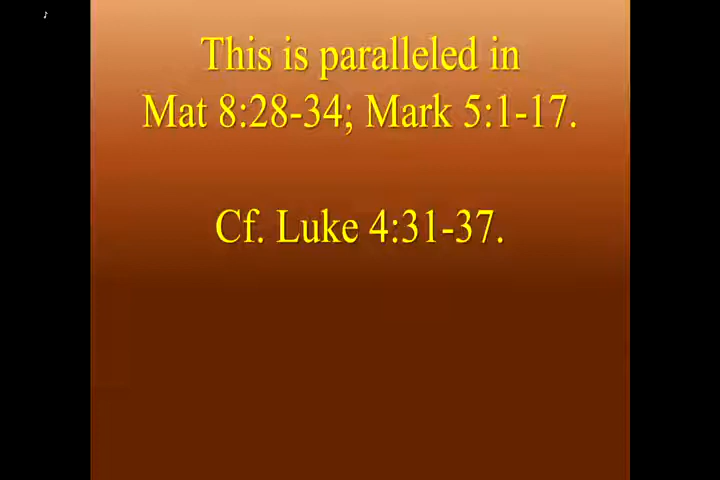 ♪
This is paralleled in
Mat 8:28-34; Mark 5:1-17.
Cf. Luke 4:31-37.